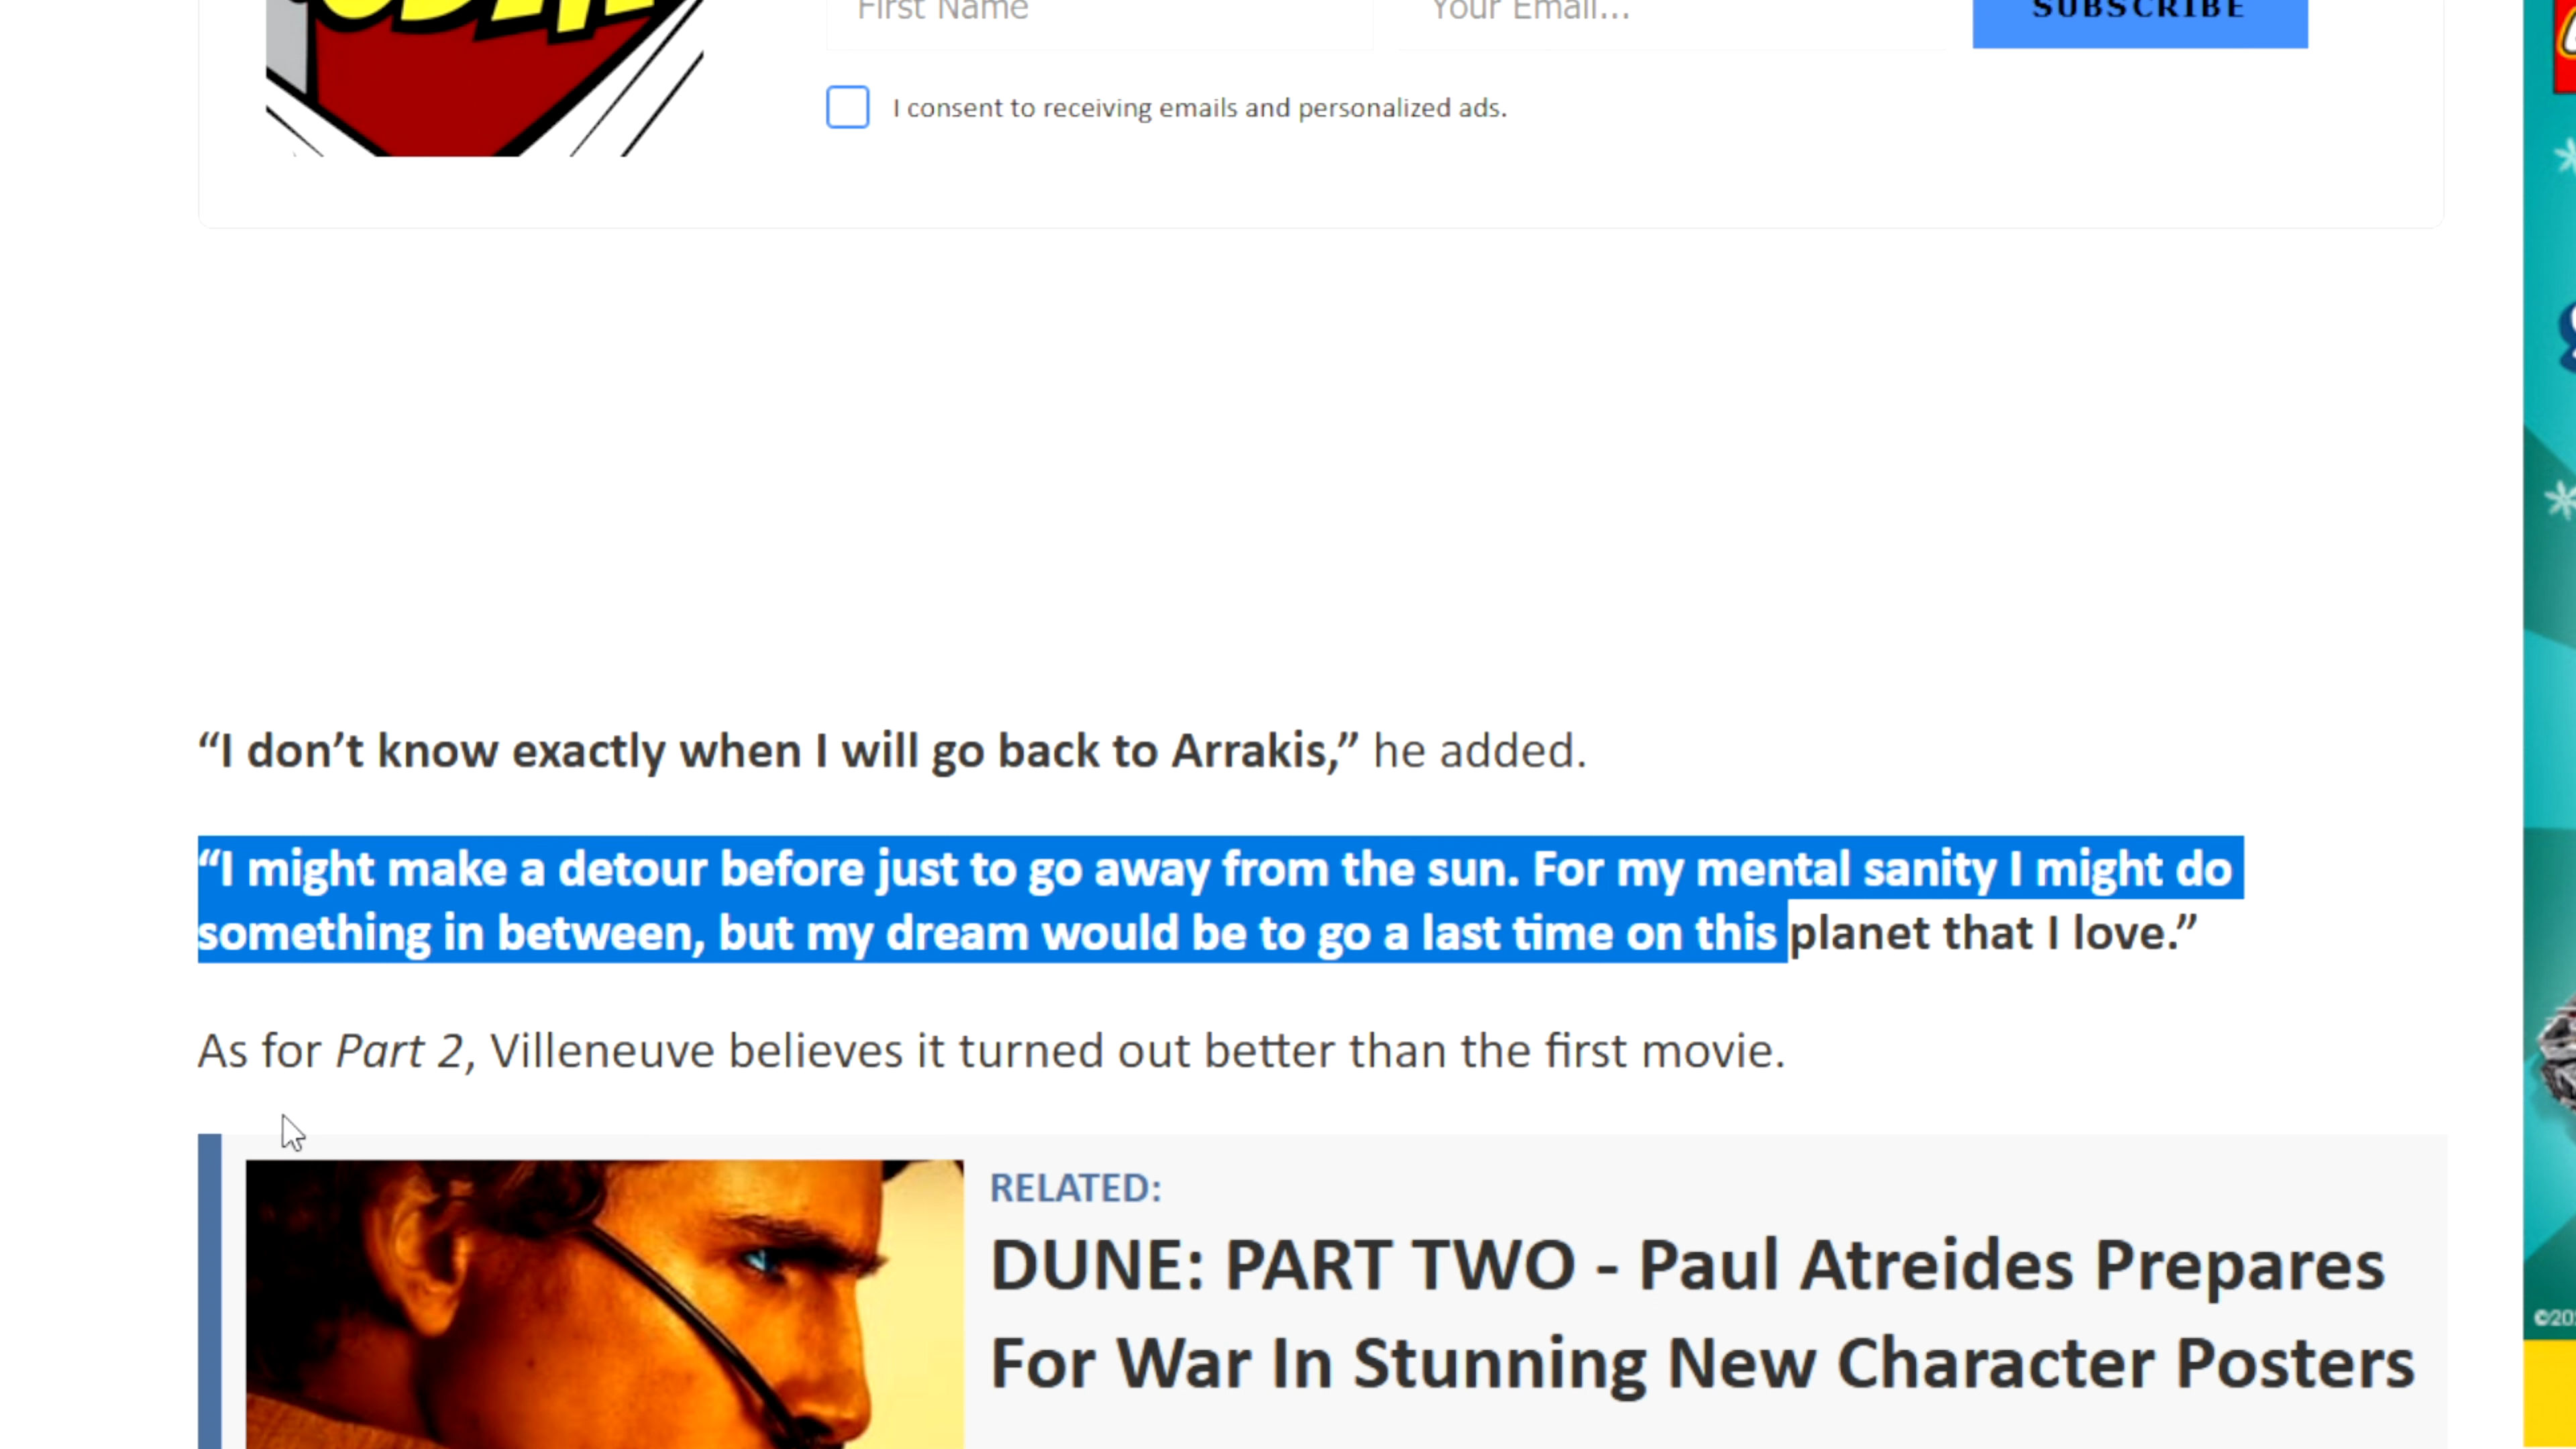 First Name
Your Email...
SUBSCRIBE
I consent to receiving emails and personalized ads.
“I don’t know exactly when I will go back to Arrakis,” he added.
“I might make a detour before just to go away from the sun. For my mental sanity I might do
something in between, but my dream would be to go a last time on this planet that I love.”
As for Part 2, Villeneuve believes it turned out better than the first movie.
RELATED:
DUNE: PART TWO - Paul Atreides Prepares
For War In Stunning New Character Posters